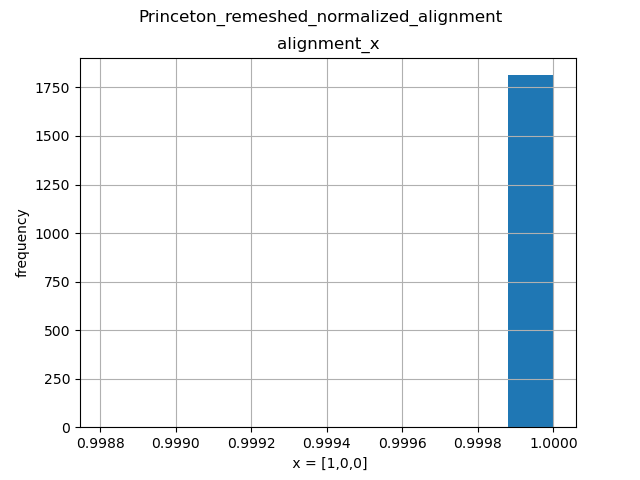 Princeton_remeshed_normalized_alignment
alignment_x
1750
1500
1250
1000
750
500
250
0
frequency
0.9988 0.9990 0.9992 0.9994 0.9996 0.9998 1.0000
x = [1,0,0]